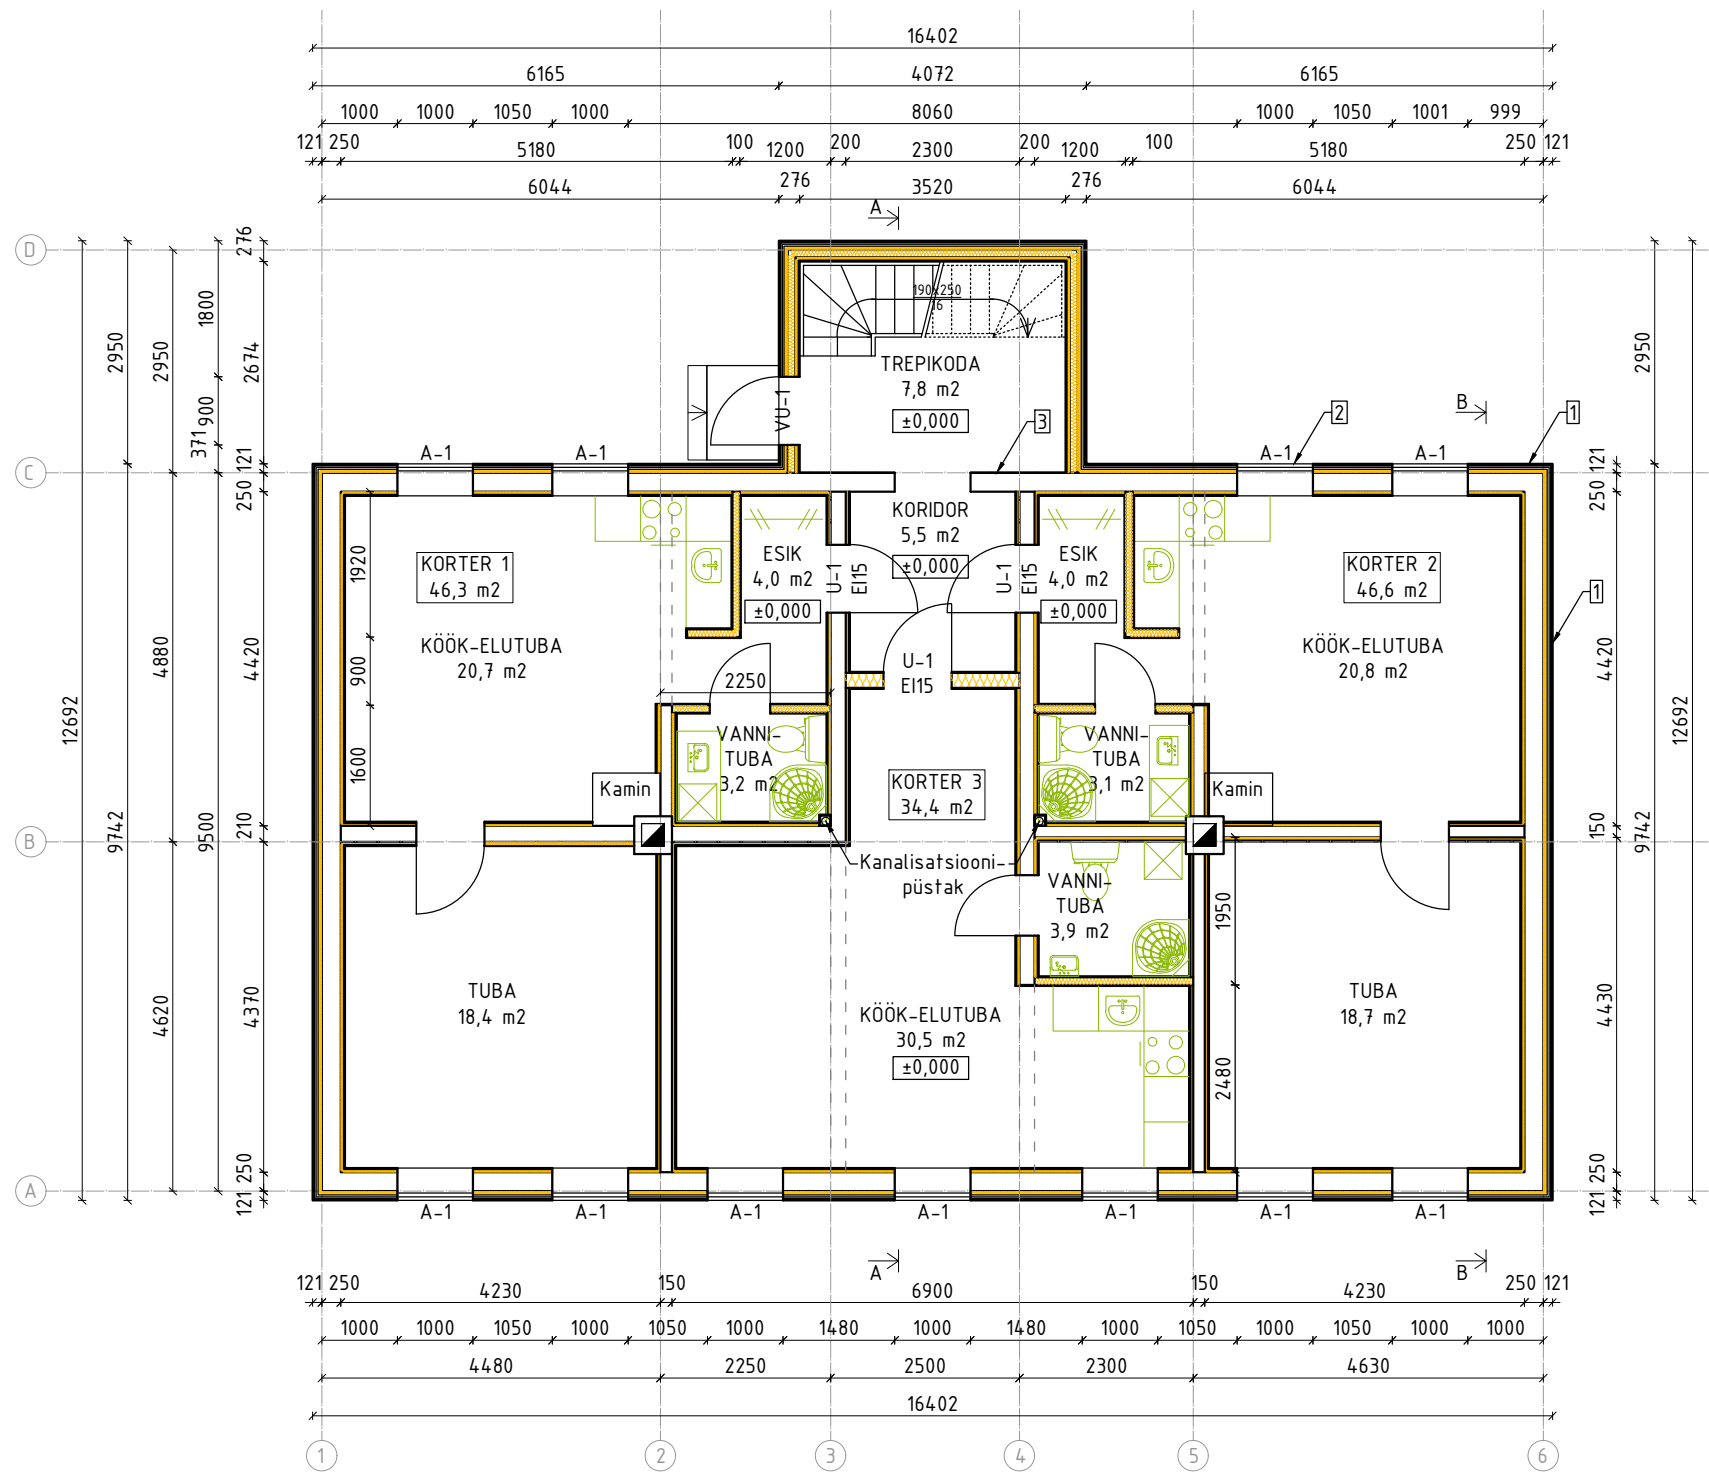 16402
6165 4072 6165
1000 1000 1050 1000 8060 1000 1050 1001 999
121 250 5180 100 1200 200 2300 200 1200 100 5180 250 121
6044 276 3520 276 6044
A
D
276
1800
190x250
16
2950 2950 2674 2950
TREPIKODA
7,8 m2
±0,000
VU-1
900
371
3
2
B
1
A-1 A-1 A-1 A-1
C
121 121
250 250
KORIDOR
5,5 m2
±0,000
ESIK
4,0 m2
±0,000
U-1
EI15
U-1
EI15
ESIK
4,0 m2
±0,000
1920
KORTER 1
46,3 m2
KORTER 2
46,6 m2
1
KÖÖK-ELUTUBA
20,7 m2
KÖÖK-ELUTUBA
20,8 m2
4880 4420 900 4420
U-1
EI15
2250
12692 12692
VANNI-
TUBA
3,2 m2
VANNI-
TUBA
3,1 m2
1600
Kamin
KORTER 3
34,4 m2
Kamin
9742 9500 210 150 9742
B
Kanalisatsiooni-
püstak
VANNI-
TUBA
3,9 m2
1950
4620 4370 4430
TUBA
18,4 m2
KÖÖK-ELUTUBA
30,5 m2
±0,000
TUBA
18,7 m2
2480
250 250
A
121 121
A-1 A-1 A-1 A-1 A-1 A-1 A-1
A B
121 250 4230 150 6900 150 4230 250 121
1000 1000 1050 1000 1050 1000 1480 1000 1480 1000 1050 1000 1050 1000 1000
4480 2250 2500 2300 4630
16402
1 2 3 4 5 6